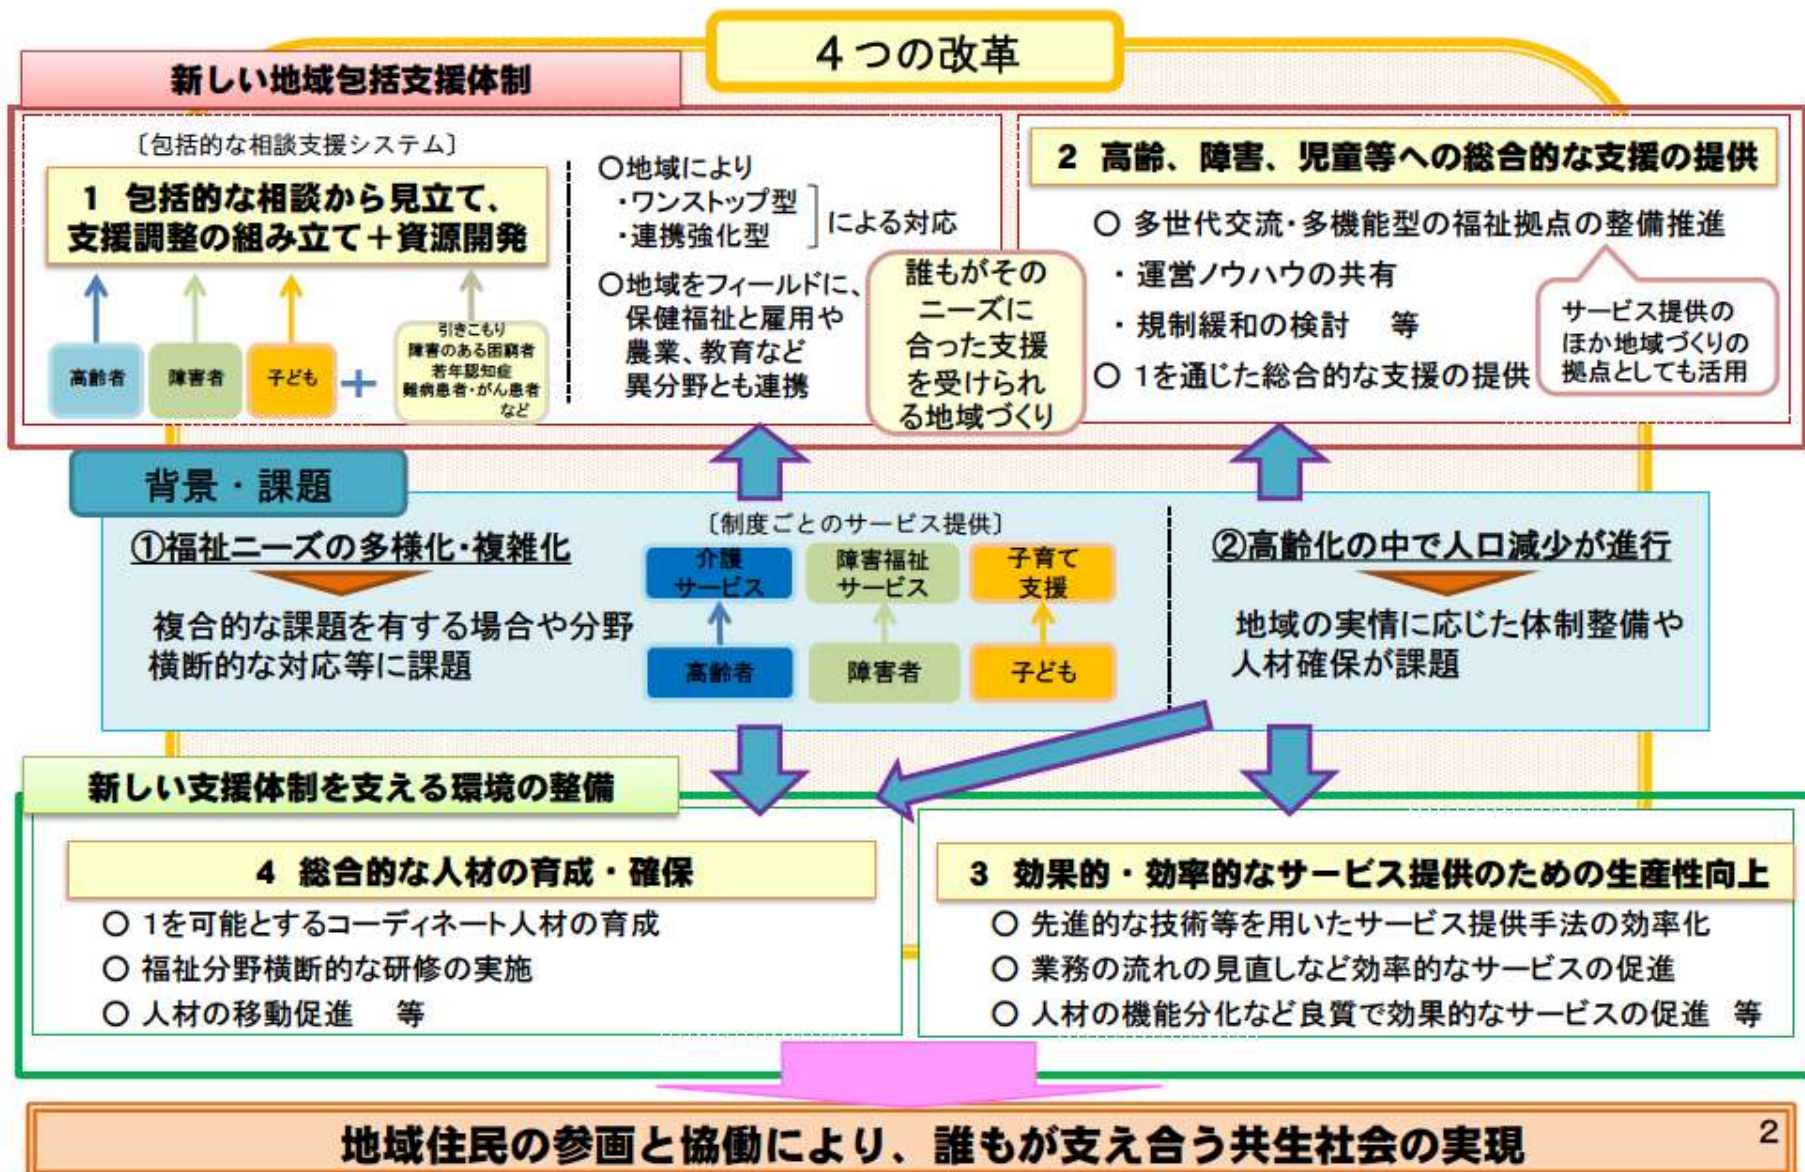 4つの改革
新しい地域包括支援体制
〔包括的な相談支援システム〕
1 包括的な相談から見立て、
支援調整の組み立て＋資源開発
高齢者
障害者
子ども
＋
引きこもり
障害のある困窮者
若年認知症
難病患者・がん患者
など
○地域により
・ワンストップ型
・連携強化型
による対応
○地域をフィールドに、
保健福祉と雇用や
農業、教育など
異分野とも連携
誰もがその
ニーズに
合った支援
を受けられ
る地域づくり
2 高齢、障害、児童等への総合的な支援の提供
○ 多世代交流・多機能型の福祉拠点の整備推進
・ 運営ノウハウの共有
・ 規制緩和の検討 等
○ 1を通じた総合的な支援の提供
サービス提供の
ほか地域づくりの
拠点としても活用
背景・課題
①福祉ニーズの多様化・複雑化
複合的な課題を有する場合や分野
横断的な対応等に課題
〔制度ごとのサービス提供〕
介護
サービス
障害福祉
サービス
子育て
支援
高齢者
障害者
子ども
②高齢化の中で人口減少が進行
地域の実情に応じた体制整備や
人材確保が課題
新しい支援体制を支える環境の整備
4 総合的な人材の育成・確保
○ 1を可能とするコーディネート人材の育成
○ 福祉分野横断的な研修の実施
○ 人材の移動促進 等
3 効果的・効率的なサービス提供のための生産性向上
○ 先進的な技術等を用いたサービス提供手法の効率化
○ 業務の流れの見直しなど効率的なサービスの促進
○ 人材の機能分化など良質で効果的なサービスの促進 等
地域住民の参画と協働により、誰もが支え合う共生社会の実現
2